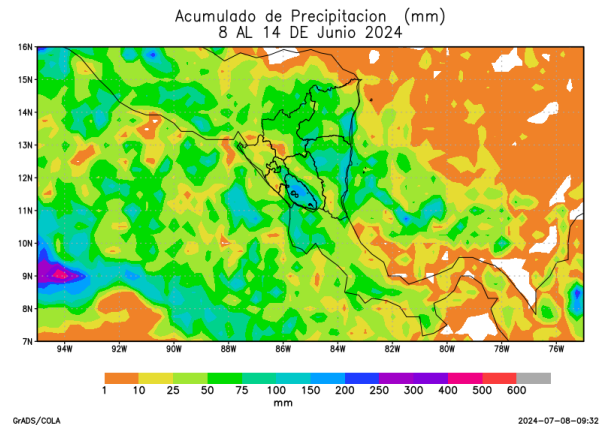 Acumulado de Precipitacion (mm)
8 AL 14 DE Junio 2024
16N
15N
14N
13N
12N
11N
10N
9N
8N
7N
94W 92W 90W 88W 86W 84W 82W 80W 78W 76W
1 10 25 50 75 100 150 200 250 300 400 500 600
mm
GrADS/COLA 2024-07-08-09:32